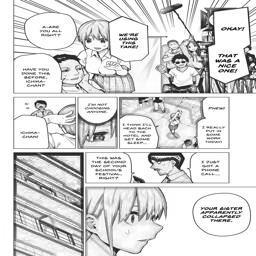 OKAY!
THAT WAS A NICE ONE!
WE'RE USING THIS TAKE!
A-ARE YOU ALL RIGHT?
HAVE YOU DONE THIS BEFORE, ICHIKA-CHAN?
PHEW!
I REALLY PUT IN SOME WORK TODAY!
I THINK I'LL HEAD BACK TO THE HOTEL AND GET SOME SLEEP...
I'M NOT CHOOSING ANYONE.
ICHIKA-CHAN!
I JUST GOT A PHONE CALL...
THIS WAS THE SECOND DAY OF YOUR SCHOOL'S FESTIVAL, RIGHT?
YOUR SISTER APPARENTLY COLLAPSED THERE.